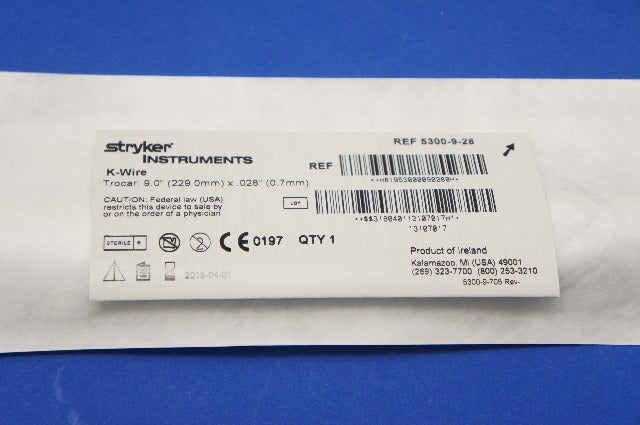 stryker®
INSTRUMENTS
REF 5300-9-28
K-Wire
REF
Trocar: 9.0" (229.0mm) x .028" (0.7mm)
CAUTION: Federal law (USA)
restricts this device to sale by
or on the order of a physician
LOT
13107017
STERILE R
2
CE 0197 QTY 1
2018-04-01
Product of Ireland
Kalamazoo, MI (USA) 49001
(269) 323-7700 (800) 253-3210
5300-9-705 Rev-